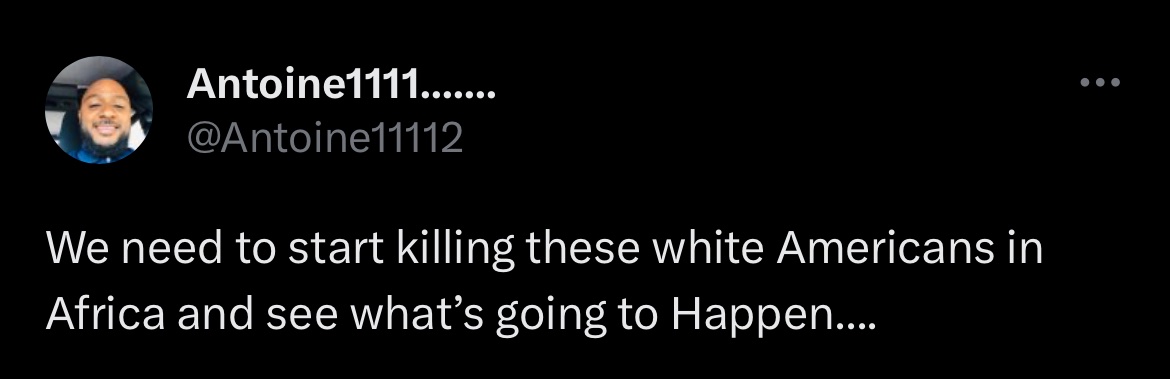 Antoine1111.......
@Antoine11112
We need to start killing these white Americans in
Africa and see what’s going to Happen....